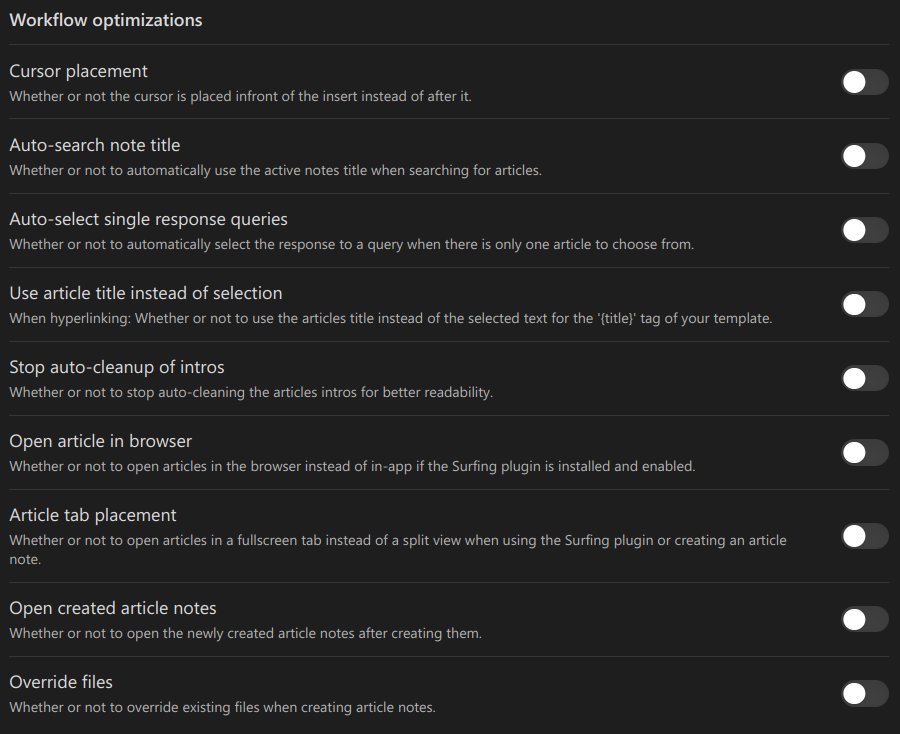 Workflow optimizations
Cursor placement
Whether or not the cursor is placed infront of the insert instead of after it.
Auto-search note title
Whether or not to automatically use the active notes title when searching for articles.
Auto-select single response queries
Whether or not to automatically select the response to a query when there is only one article to choose from.
Use article title instead of selection
When hyperlinking: Whether or not to use the articles title instead of the selected text for the '{title}' tag of your template.
Stop auto-cleanup of intros
Whether or not to stop auto-cleaning the articles intros for better readability.
Open article in browser
Whether or not to open articles in the browser instead of in-app if the Surfing plugin is installed and enabled.
Article tab placement
Whether or not to open articles in a fullscreen tab instead of a split view when using the Surfing plugin or creating an article
note.
Open created article notes
Whether or not to open the newly created article notes after creating them.
Override files
Whether or not to override existing files when creating article notes.